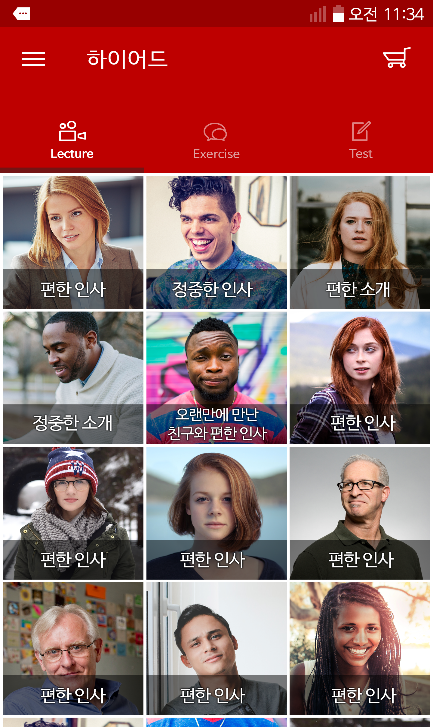 오전 11:34
하이어드
Lecture Exercise Test
편한 인사 정중한 인사 편한 소개
정중한 소개 오랜만에 만난
친구와 편한 인사 편한 인사
편한 인사 편한 인사 편한 인사
편한 인사 편한 인사 편한 인사